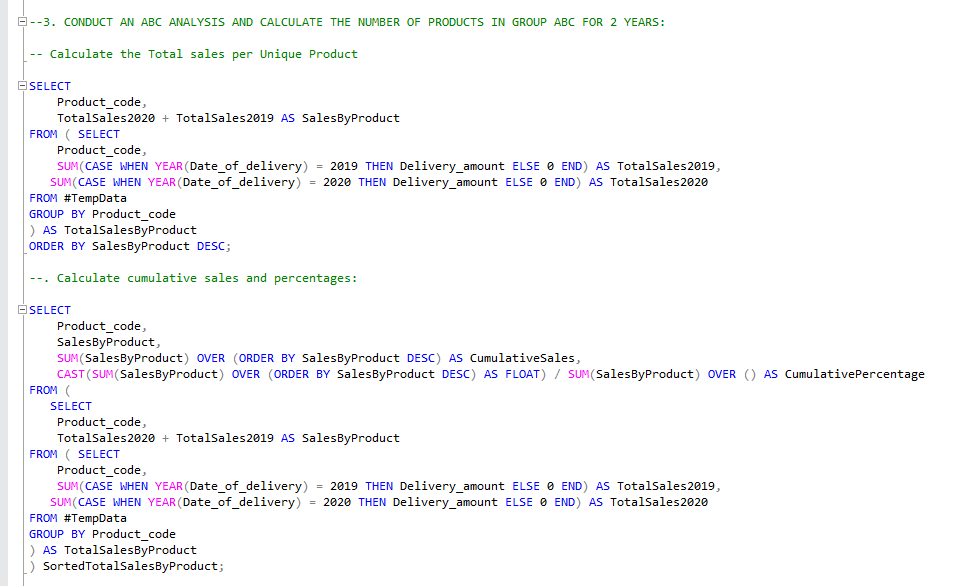 --3. CONDUCT AN ABC ANALYSIS AND CALCULATE THE NUMBER OF PRODUCTS IN GROUP ABC FOR 2 YEARS:
-- Calculate the Total sales per Unique Product
SELECT
    Product_code,
    TotalSales2020 + TotalSales2019 AS SalesByProduct
FROM ( SELECT
    Product_code,
    SUM(CASE WHEN YEAR(Date_of_delivery) = 2019 THEN Delivery_amount ELSE 0 END) AS TotalSales2019,
   SUM(CASE WHEN YEAR(Date_of_delivery) = 2020 THEN Delivery_amount ELSE 0 END) AS TotalSales2020
FROM #TempData
GROUP BY Product_code
) AS TotalSalesByProduct
ORDER BY SalesByProduct DESC;
--. Calculate cumulative sales and percentages:
SELECT
    Product_code,
    SalesByProduct,
    SUM(SalesByProduct) OVER (ORDER BY SalesByProduct DESC) AS CumulativeSales,
    CAST(SUM(SalesByProduct) OVER (ORDER BY SalesByProduct DESC) AS FLOAT) / SUM(SalesByProduct) OVER () AS CumulativePercentage
FROM (
   SELECT
    Product_code,
    TotalSales2020 + TotalSales2019 AS SalesByProduct
FROM ( SELECT
    Product_code,
    SUM(CASE WHEN YEAR(Date_of_delivery) = 2019 THEN Delivery_amount ELSE 0 END) AS TotalSales2019,
   SUM(CASE WHEN YEAR(Date_of_delivery) = 2020 THEN Delivery_amount ELSE 0 END) AS TotalSales2020
FROM #TempData
GROUP BY Product_code
) AS TotalSalesByProduct
) SortedTotalSalesByProduct;